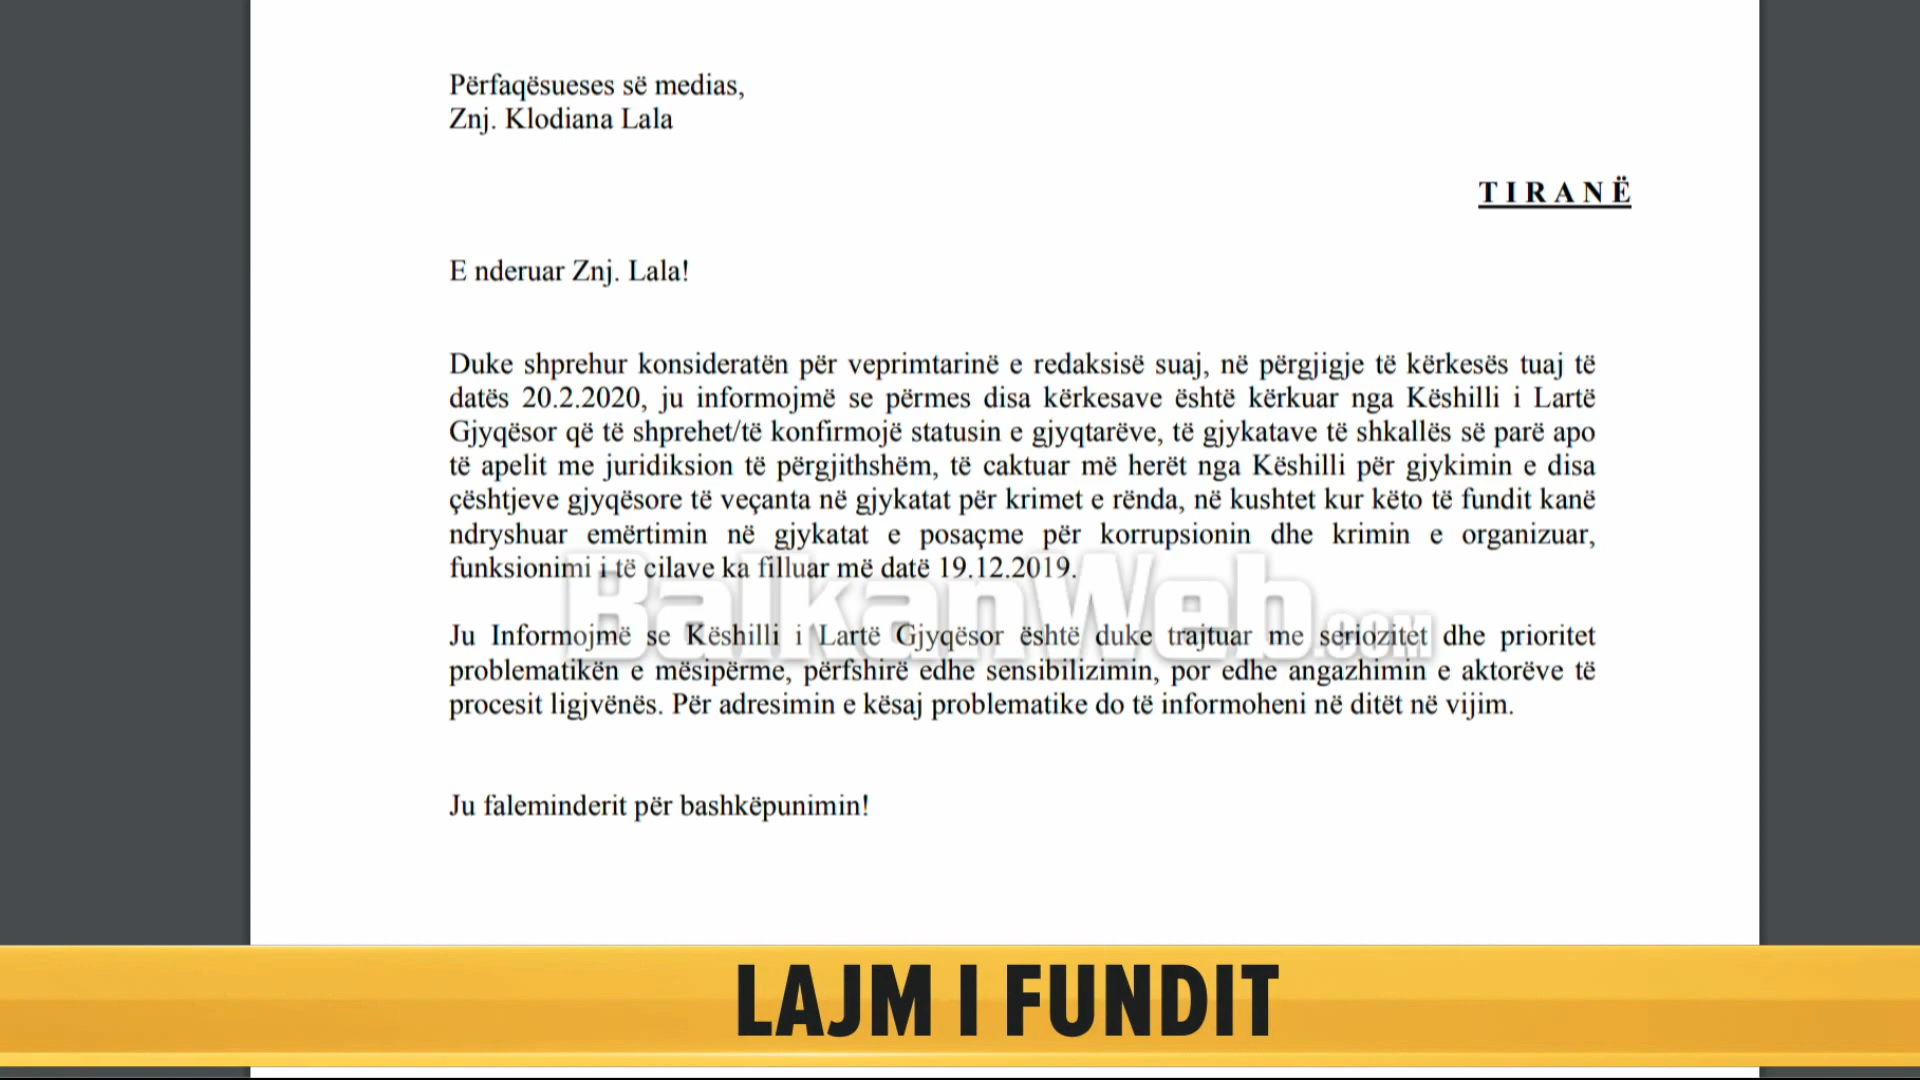 Përfaqësueses së medias,
Znj. Klodiana Lala
T I R A N Ë
E nderuar Znj. Lala!
Duke shprehur konsideratën për veprimtarinë e redaksisë suaj, në përgjigje të kërkesës tuaj të
datës 20.2.2020, ju informojmë se përmes disa kërkesave është kërkuar nga Këshilli i Lartë
Gjyqësor që të shprehet/të konfirmojë statusin e gjyqtarëve, të gjykatave të shkallës së parë apo
të apelit me juridiksion të përgjithshëm, të caktuar më herët nga Këshilli për gjykimin e disa
çështjeve gjyqësore të veçanta në gjykatat për krimet e rënda, në kushtet kur këto të fundit kanë
ndryshuar emërtimin në gjykatat e posaçme për korrupsionin dhe krimin e organizuar,
funksionimi i të cilave ka filluar më datë 19.12.2019.
BalkanWeb.com
Ju Informojmë se Këshilli i Lartë Gjyqësor është duke trajtuar me seriozitet dhe prioritet
problematikën e mësipërme, përfshirë edhe sensibilizimin, por edhe angazhimin e aktorëve të
procesit ligjvënës. Për adresimin e kësaj problematike do të informoheni në ditët në vijim.
Ju faleminderit për bashkëpunimin!
LAJM I FUNDIT